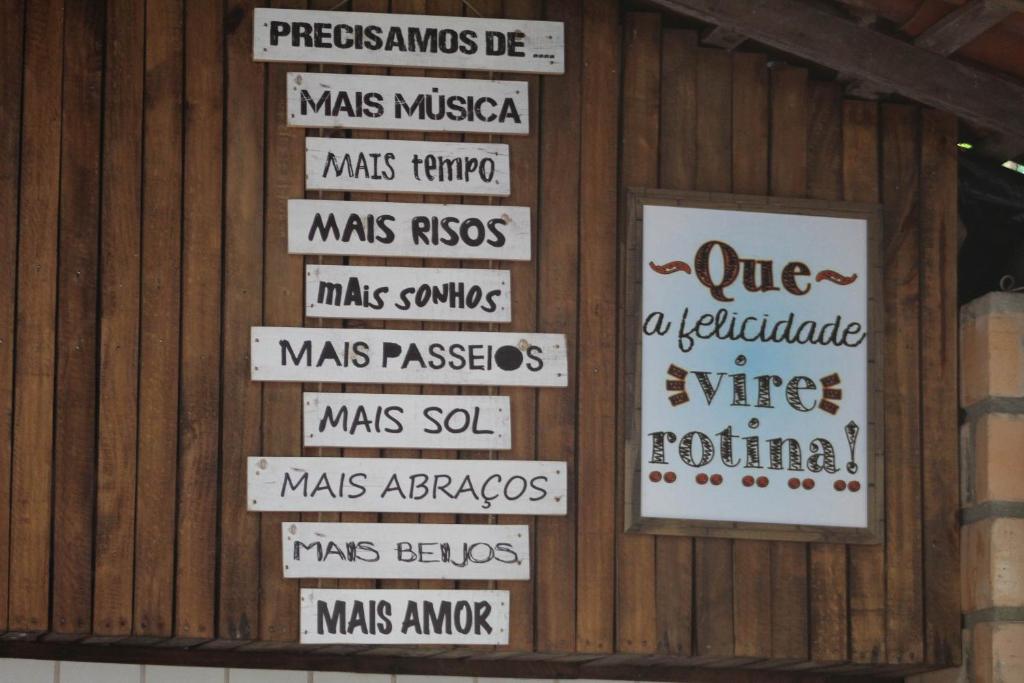 PRECISAMOS DE ....
MAIS MÚSICA
MAIS tempo
MAIS RISOS
mAis SONHOS
MAIS PASSEIOS
MAIS SOL
MAIS ABRAÇOS
MAIS BEIJOS
MAIS AMOR
Que
a felicidade
vire
rotina!